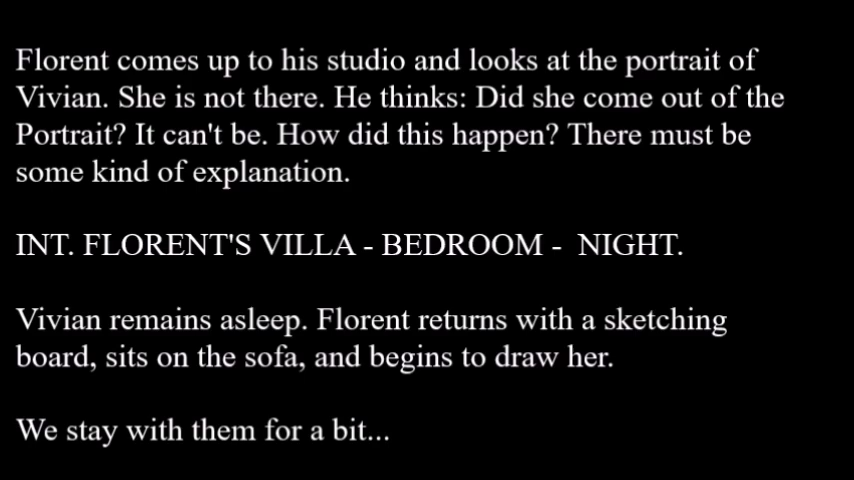 Florent comes up to his studio and looks at the portrait of
Vivian. She is not there. He thinks: Did she come out of the
Portrait? It can't be. How did this happen? There must be
some kind of explanation.
INT. FLORENT'S VILLA - BEDROOM -  NIGHT.
Vivian remains asleep. Florent returns with a sketching
board, sits on the sofa, and begins to draw her.
We stay with them for a bit...